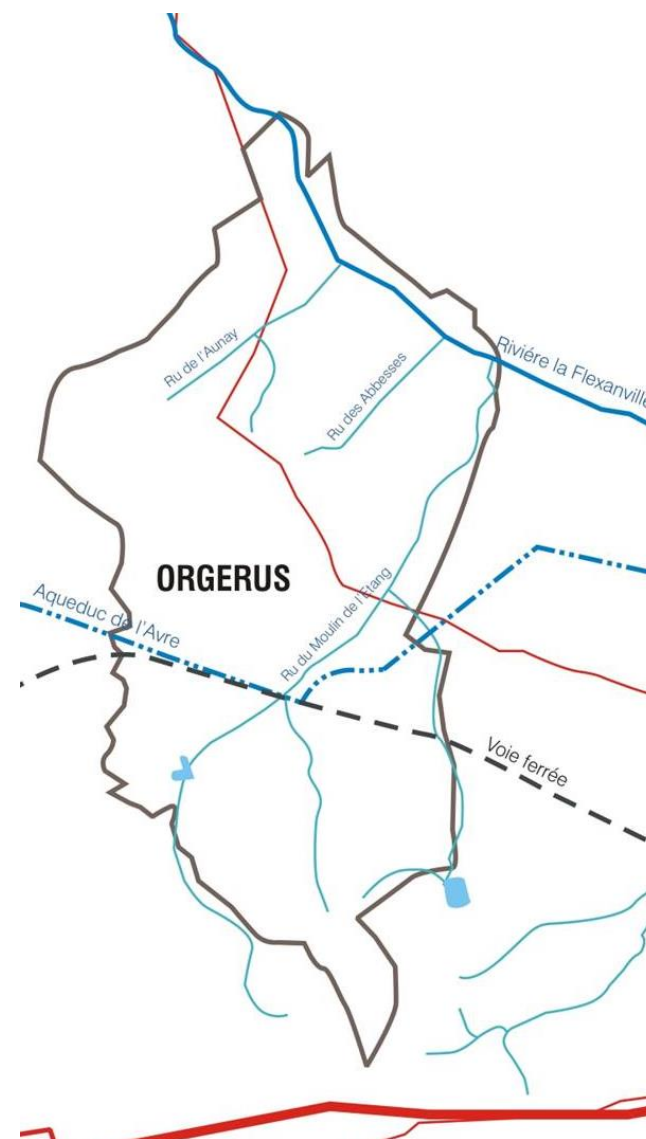 Riviére la Flexanville
Ru de l'Aunay
Ru des Abbesses
ORGERUS
Ru du Moulin de l'Etang
Aqueduc de l'Avre
Voie ferrée